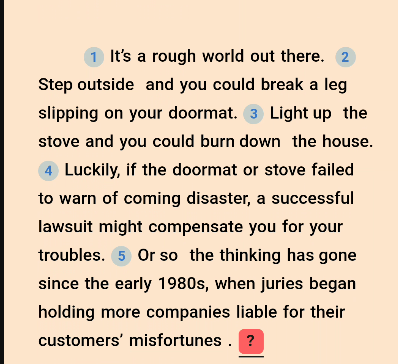 1 It's a rough world out there. 2
Step outside and you could break a leg
slipping on your doormat. 3 Light up the
stove and you could burn down the house.
4 Luckily, if the doormat or stove failed
to warn of coming disaster, a successful
lawsuit might compensate you for your
troubles. 5 Or so the thinking has gone
since the early 1980s, when juries began
holding more companies liable for their
customers' misfortunes . ?